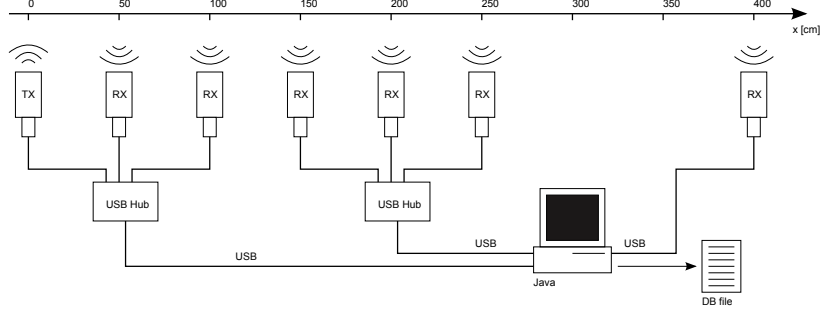 0 50 100 150 200 250 300 350 400
x [cm]
TX RX RX RX RX RX RX
USB Hub USB Hub
USB USB USB
Java
DB file